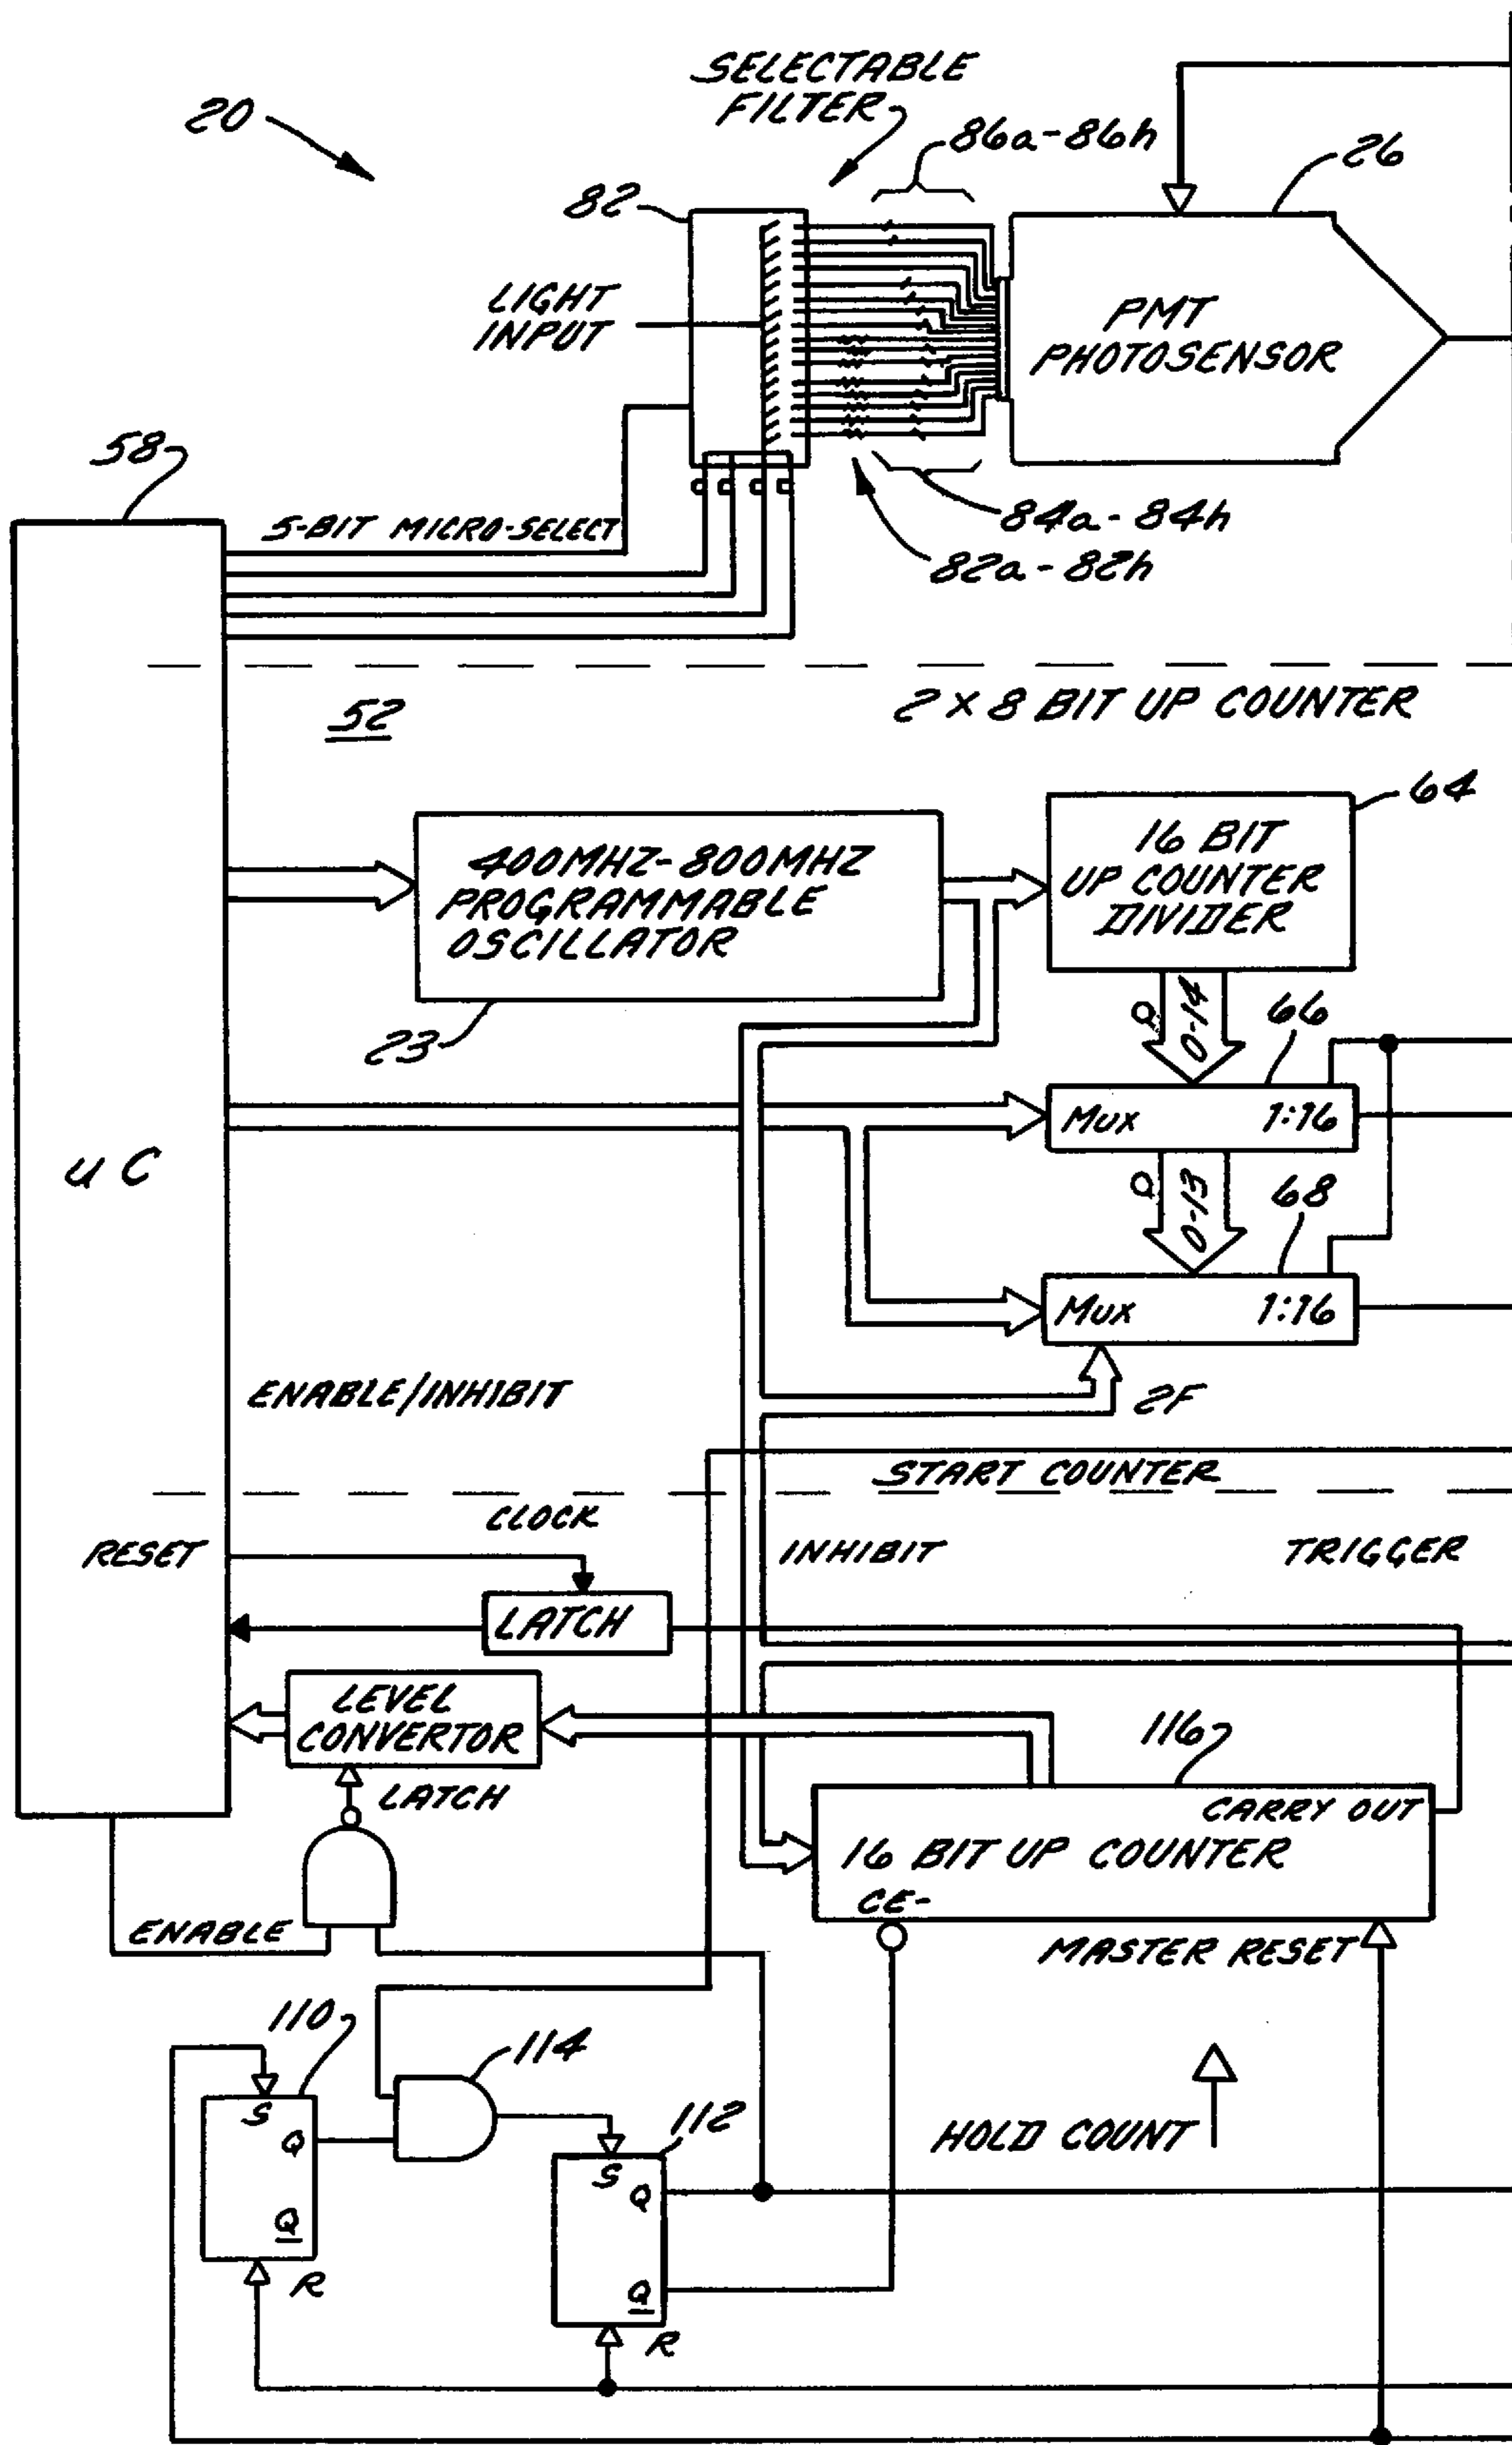 SELECTABLE
FILTER
20
86a-86h
26
82
LIGHT
INPUT
PMT
PHOTOSENSOR
58
5-BIT MICRO-SELECT
84a-84h
82a-82h
52
2 X 8 BIT UP COUNTER
64
400MHZ-800MHZ
PROGRAMMABLE
OSCILLATOR
16 BIT
UP COUNTER
DIVIDER
23
Q
0-14
66
MUX 1:16
uC
Q
0-13
68
MUX 1:16
ENABLE/INHIBIT
2F
START COUNTER
CLOCK
RESET
INHIBIT
TRIGGER
LATCH
LEVEL
CONVERTOR
116
LATCH
CARRY OUT
16 BIT UP COUNTER
CE-
ENABLE
MASTER RESET
110
114
S
Q
112
HOLD COUNT
S
Q
Q
R
Q
R